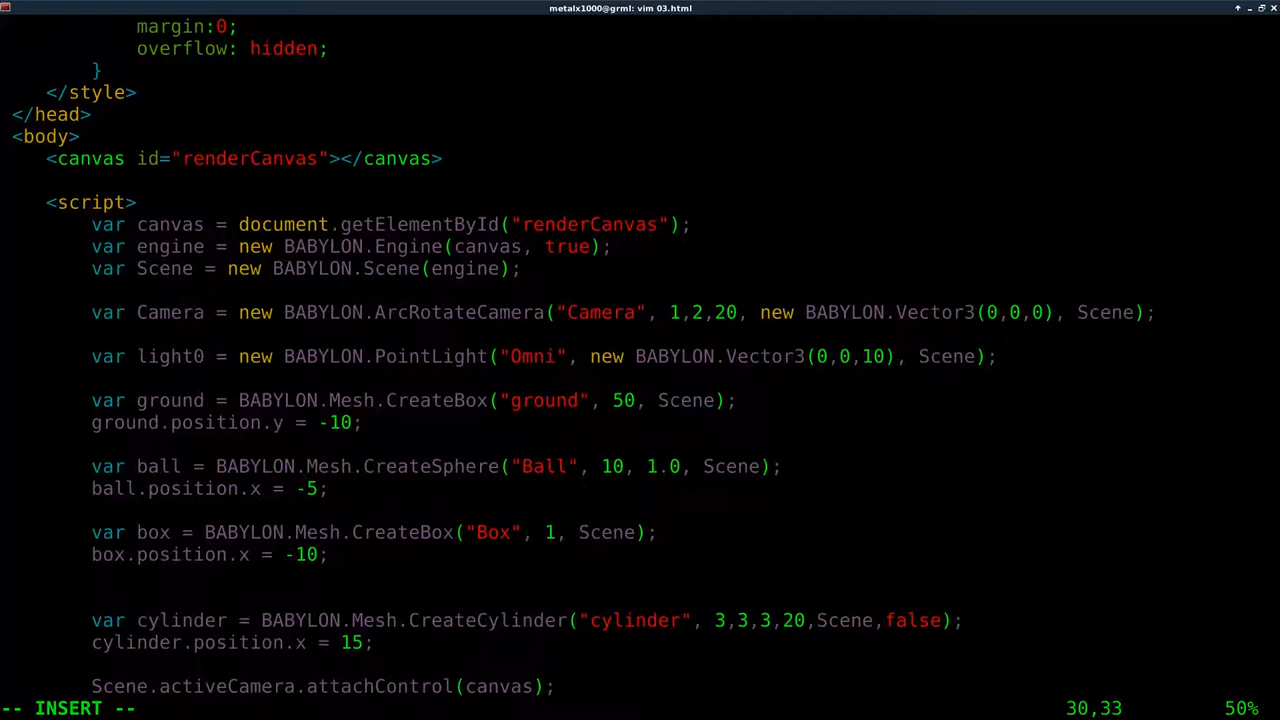 metalx1000@grml: vim 03.html
margin:0;
overflow: hidden;
}
</style>
</head>
<body>
<canvas id="renderCanvas"></canvas>
<script>
var canvas = document.getElementById("renderCanvas");
var engine = new BABYLON.Engine(canvas, true);
var Scene = new BABYLON.Scene(engine);
var Camera = new BABYLON.ArcRotateCamera("Camera", 1,2,20, new BABYLON.Vector3(0,0,0), Scene);
var light0 = new BABYLON.PointLight("Omni", new BABYLON.Vector3(0,0,10), Scene);
var ground = BABYLON.Mesh.CreateBox("ground", 50, Scene);
ground.position.y = -10;
var ball = BABYLON.Mesh.CreateSphere("Ball", 10, 1.0, Scene);
ball.position.x = -5;
var box = BABYLON.Mesh.CreateBox("Box", 1, Scene);
box.position.x = -10;
var cylinder = BABYLON.Mesh.CreateCylinder("cylinder", 3,3,3,20,Scene,false);
cylinder.position.x = 15;
Scene.activeCamera.attachControl(canvas);
-- INSERT -- 30,33 50%